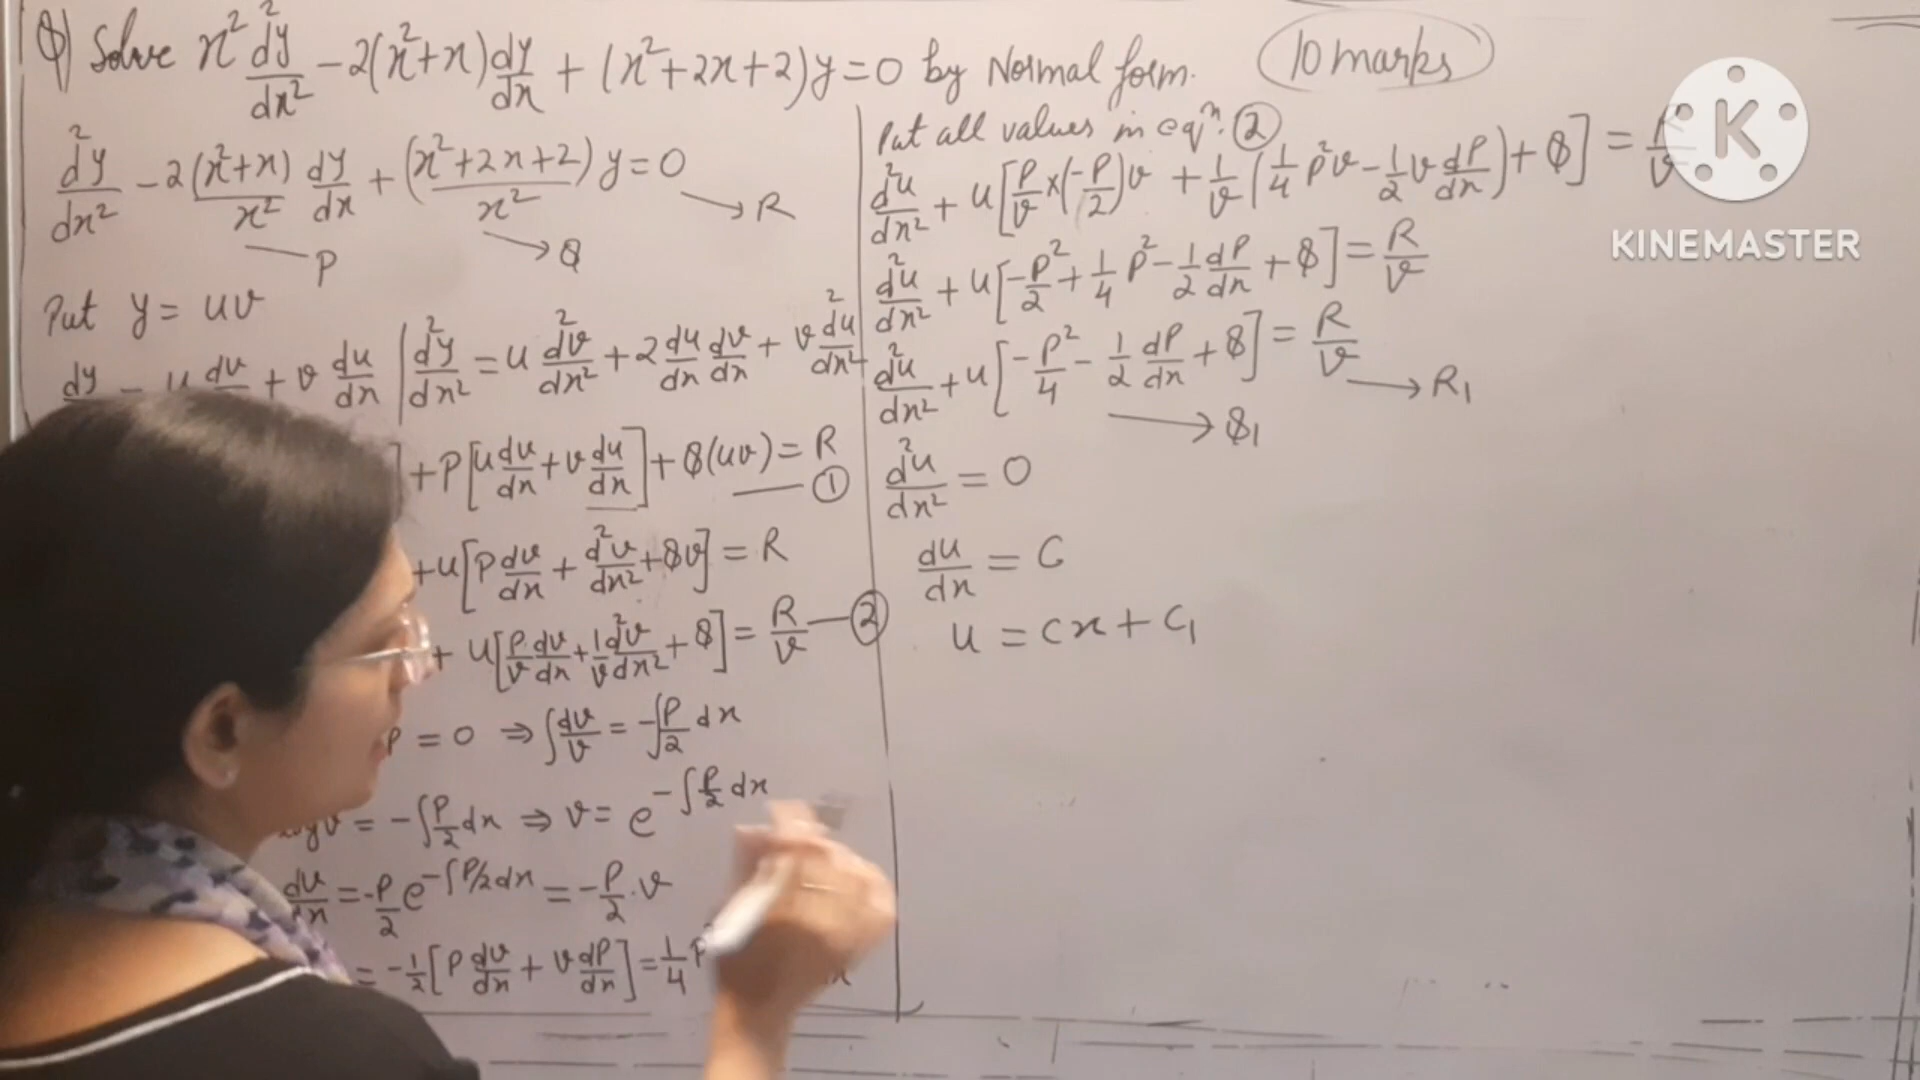 Q) Solve x² d²y/dx² - 2(x²+x) dy/dx + (x²+2x+2)y = 0 by Normal form. 10 marks
d²y/dx² - 2(x²+x)/x² dy/dx + (x²+2x+2)/x² y = 0 → R
P → Q
Put y = uv
dy = u dv + v du/dx | d²y/dx² = u d²v/dx² + 2 du/dx dv/dx + v d²u/dx²
] + P[u dv/dx + v du/dx] + Q(uv) = R — ①
+ u[P dv/dx + d²v/dx² + Qv] = R
+ u[P/v dv/dx + 1/v d²v/dx² + Q] = R/v — ②
P = 0 ⇒ ∫dv/v = -∫P/2 dx
v = -∫P/2 dx ⇒ v = e^(-∫P/2 dx)
dv/dx = -P/2 e^(-∫P/2 dx) = -P/2 . v
= -1/2 [P dv/dx + v dP/dx] = 1/4 P
Put all values in eqⁿ. ②
d²u/dx² + u[P/v × (-P/2)v + 1/v (1/4 P²v - 1/2 v dP/dx) + Q] = R/v
d²u/dx² + u[-P²/2 + 1/4 P² - 1/2 dP/dx + Q] = R/v
d²u/dx² + u[-P²/4 - 1/2 dP/dx + Q] = R/v → R₁
→ Q₁
d²u/dx² = 0
du/dx = C
u = Cx + C₁
K
KINEMASTER